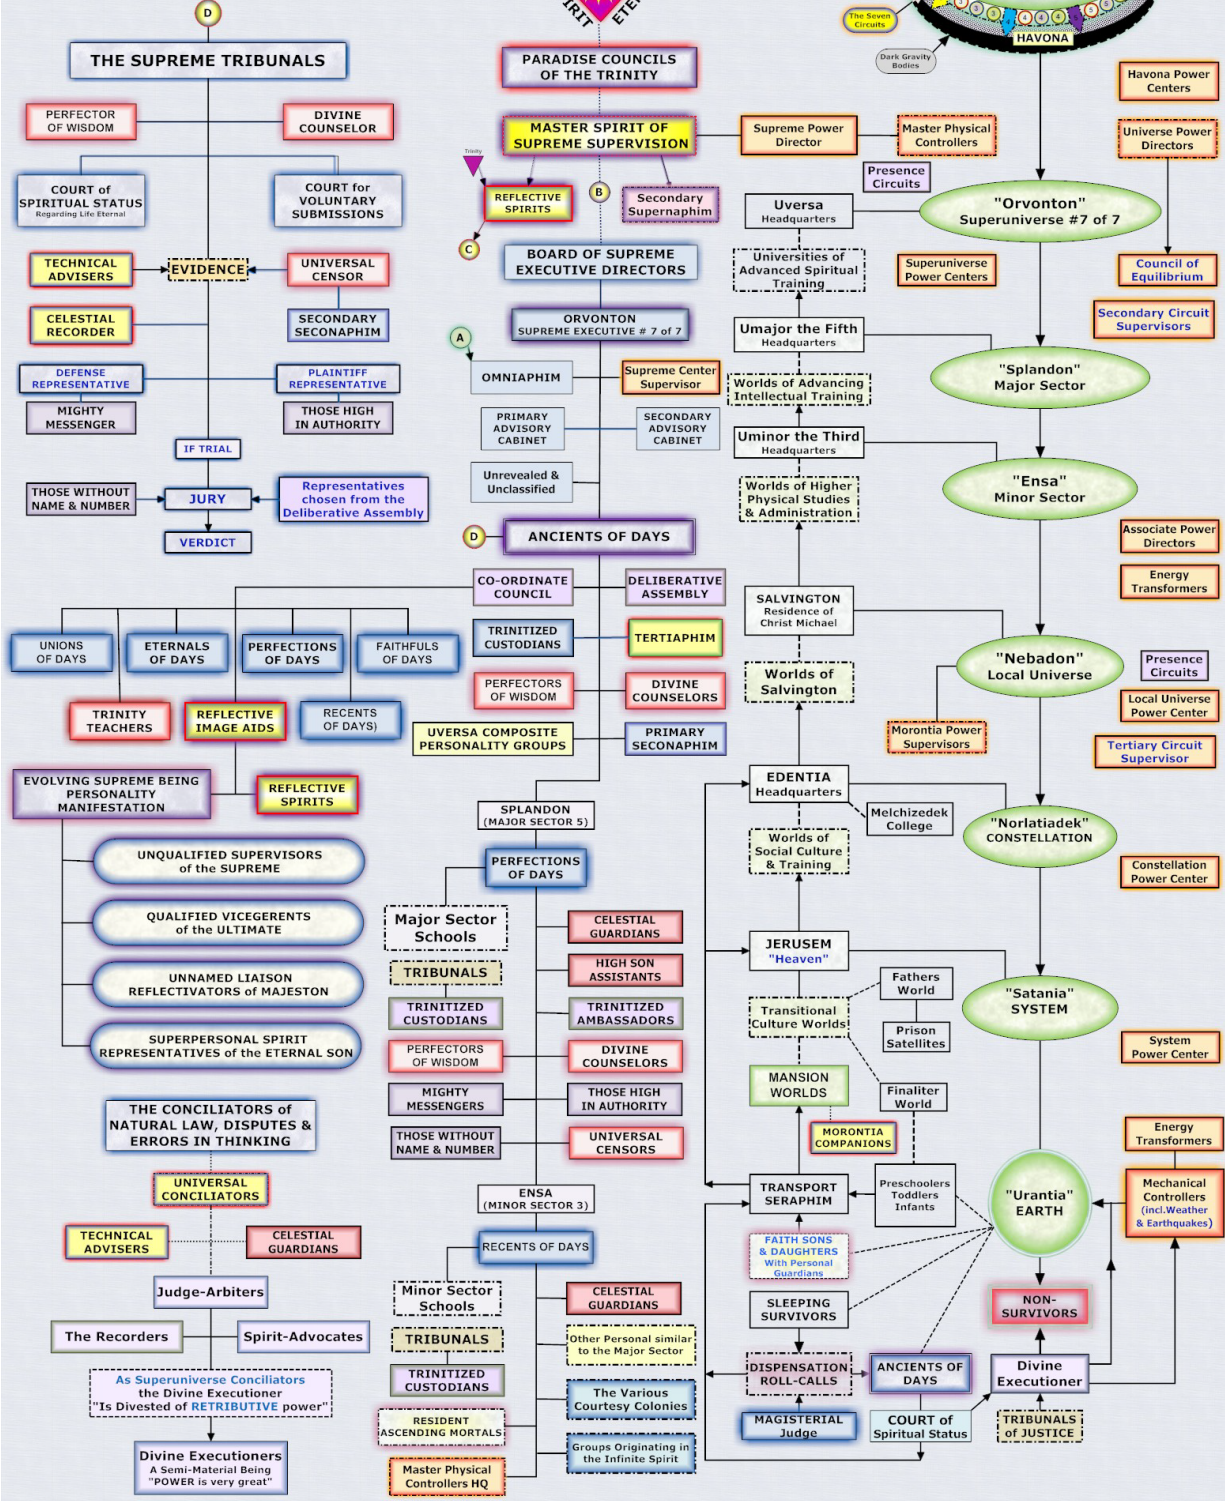 D
THE SUPREME TRIBUNALS
PERFECTOR
OF WISDOM
DIVINE
COUNSELOR
COURT of
SPIRITUAL STATUS
Regarding Life Eternal
COURT for
VOLUNTARY
SUBMISSIONS
TECHNICAL
ADVISERS
EVIDENCE
UNIVERSAL
CENSOR
CELESTIAL
RECORDER
SECONDARY
SECONAPHIM
DEFENSE
REPRESENTATIVE
PLAINTIFF
REPRESENTATIVE
MIGHTY
MESSENGER
THOSE HIGH
IN AUTHORITY
IF TRIAL
THOSE WITHOUT
NAME & NUMBER
JURY
Representatives
chosen from the
Deliberative Assembly
VERDICT
UNIONS
OF DAYS
ETERNALS
OF DAYS
PERFECTIONS
OF DAYS
FAITHFULS
OF DAYS
TRINITY
TEACHERS
REFLECTIVE
IMAGE AIDS
RECENTS
OF DAYS)
EVOLVING SUPREME BEING
PERSONALITY
MANIFESTATION
REFLECTIVE
SPIRITS
UNQUALIFIED SUPERVISORS
of the SUPREME
QUALIFIED VICEGERENTS
of the ULTIMATE
UNNAMED LIAISON
REFLECTIVATORS of MAJESTON
SUPERPERSONAL SPIRIT
REPRESENTATIVES of the ETERNAL SON
THE CONCILIATORS of
NATURAL LAW, DISPUTES &
ERRORS IN THINKING
UNIVERSAL
CONCILIATORS
TECHNICAL
ADVISERS
CELESTIAL
GUARDIANS
Judge-Arbiters
The Recorders
Spirit-Advocates
As Superuniverse Conciliators
the Divine Executioner
"Is Divested of RETRIBUTIVE power"
Divine Executioners
A Semi-Material Being
"POWER is very great"
PARADISE COUNCILS
OF THE TRINITY
MASTER SPIRIT OF
SUPREME SUPERVISION
Supreme Power
Director
Master Physical
Controllers
Trinity
REFLECTIVE
SPIRITS
B
Secondary
Supernaphim
C
BOARD OF SUPREME
EXECUTIVE DIRECTORS
ORVONTON
SUPREME EXECUTIVE # 7 of 7
A
OMNIAPHIM
Supreme Center
Supervisor
PRIMARY
ADVISORY
CABINET
SECONDARY
ADVISORY
CABINET
Unrevealed &
Unclassified
D
ANCIENTS OF DAYS
CO-ORDINATE
COUNCIL
DELIBERATIVE
ASSEMBLY
TRINITIZED
CUSTODIANS
TERTIAPHIM
PERFECTORS
OF WISDOM
DIVINE
COUNSELORS
UVERSA COMPOSITE
PERSONALITY GROUPS
PRIMARY
SECONAPHIM
SPLANDON
(MAJOR SECTOR 5)
PERFECTIONS
OF DAYS
Major Sector
Schools
CELESTIAL
GUARDIANS
TRIBUNALS
HIGH SON
ASSISTANTS
TRINITIZED
CUSTODIANS
TRINITIZED
AMBASSADORS
PERFECTORS
OF WISDOM
DIVINE
COUNSELORS
MIGHTY
MESSENGERS
THOSE HIGH
IN AUTHORITY
THOSE WITHOUT
NAME & NUMBER
UNIVERSAL
CENSORS
ENSA
(MINOR SECTOR 3)
RECENTS OF DAYS
Minor Sector
Schools
CELESTIAL
GUARDIANS
TRIBUNALS
Other Personal similar
to the Major Sector
TRINITIZED
CUSTODIANS
The Various
Courtesy Colonies
RESIDENT
ASCENDING MORTALS
Groups Originating in
the Infinite Spirit
Master Physical
Controllers HQ
The Seven
Circuits
Dark Gravity
Bodies
HAVONA
Havona Power
Centers
Universe Power
Directors
Presence
Circuits
Uversa
Headquarters
"Orvonton"
Superuniverse #7 of 7
Universities of
Advanced Spiritual
Training
Superuniverse
Power Centers
Council of
Equilibrium
Secondary Circuit
Supervisors
Umajor the Fifth
Headquarters
"Splandon"
Major Sector
Worlds of Advancing
Intellectual Training
Uminor the Third
Headquarters
"Ensa"
Minor Sector
Worlds of Higher
Physical Studies
& Administration
Associate Power
Directors
Energy
Transformers
SALVINGTON
Residence of
Christ Michael
"Nebadon"
Local Universe
Presence
Circuits
Worlds of
Salvington
Local Universe
Power Center
Morontia Power
Supervisors
Tertiary Circuit
Supervisor
EDENTIA
Headquarters
Melchizedek
College
"Norlatiadek"
CONSTELLATION
Worlds of
Social Culture
& Training
Constellation
Power Center
JERUSEM
"Heaven"
Fathers
World
"Satania"
SYSTEM
Transitional
Culture Worlds
Prison
Satellites
System
Power Center
MANSION
WORLDS
Finaliter
World
MORONTIA
COMPANIONS
Energy
Transformers
TRANSPORT
SERAPHIM
Preschoolers
Toddlers
Infants
"Urantia"
EARTH
Mechanical
Controllers
(incl.Weather
& Earthquakes)
FAITH SONS
& DAUGHTERS
With Personal
Guardians
SLEEPING
SURVIVORS
NON-
SURVIVORS
DISPENSATION
ROLL-CALLS
ANCIENTS OF
DAYS
Divine
Executioner
MAGISTERIAL
Judge
COURT of
Spiritual Status
TRIBUNALS
of JUSTICE